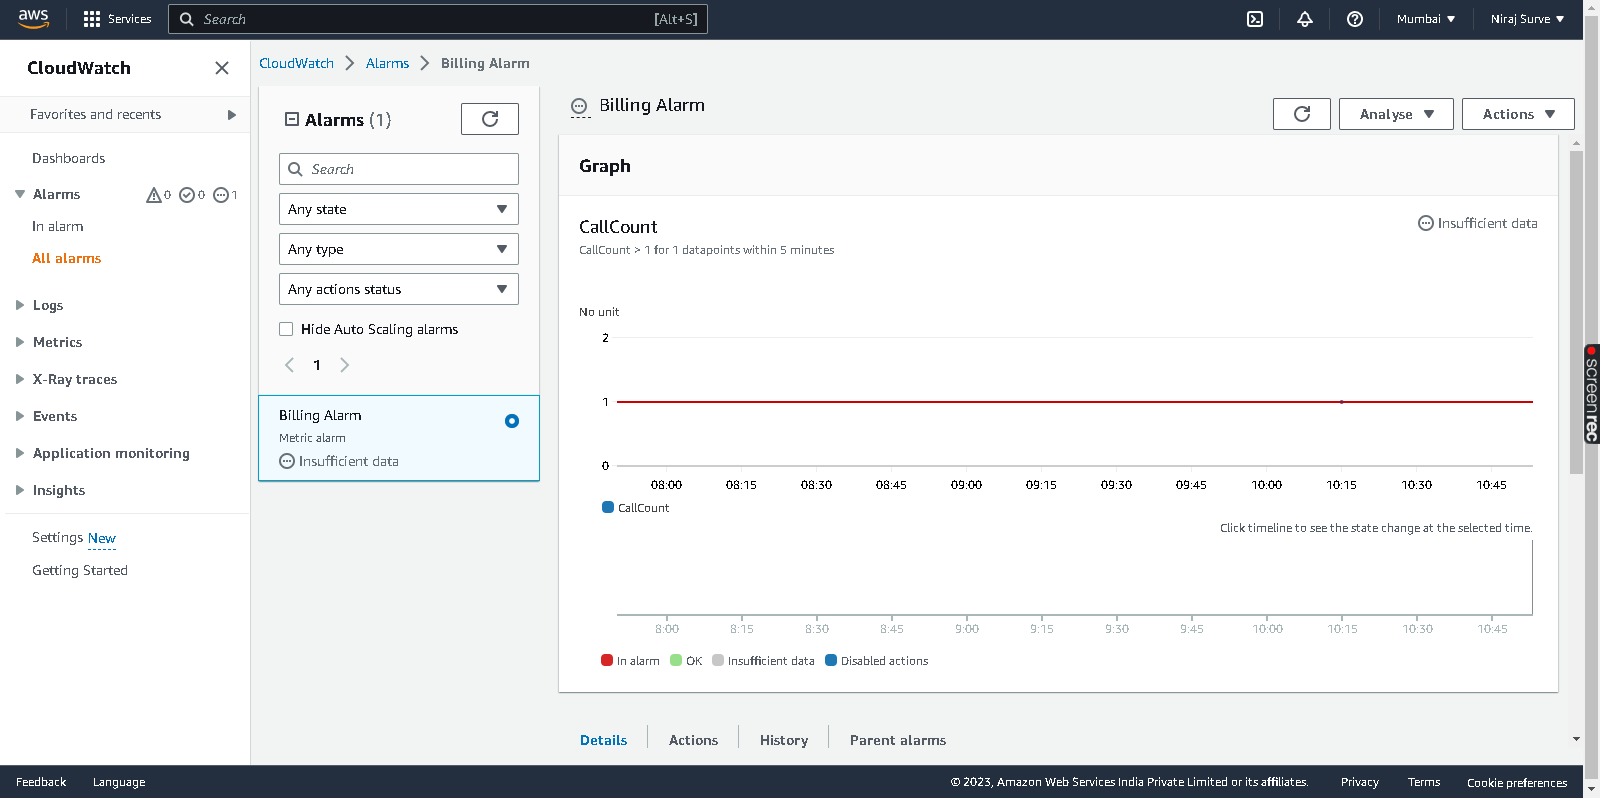 aws
Services
Search
[Alt+S]
Mumbai
Niraj Surve
CloudWatch
Favorites and recents
Dashboards
Alarms
0
0
1
In alarm
All alarms
Logs
Metrics
X-Ray traces
Events
Application monitoring
Insights
Settings New
Getting Started
CloudWatch
Alarms
Billing Alarm
Alarms (1)
Search
Any state
Any type
Any actions status
Hide Auto Scaling alarms
1
Billing Alarm
Metric alarm
Insufficient data
Billing Alarm
Analyse
Actions
Graph
CallCount
Insufficient data
CallCount > 1 for 1 datapoints within 5 minutes
No unit
2
1
0
08:00 08:15 08:30 08:45 09:00 09:15 09:30 09:45 10:00 10:15 10:30 10:45
CallCount
Click timeline to see the state change at the selected time.
8:00 8:15 8:30 8:45 9:00 9:15 9:30 9:45 10:00 10:15 10:30 10:45
In alarm OK Insufficient data Disabled actions
Details Actions History Parent alarms
screenrec
Feedback Language
© 2023, Amazon Web Services India Private Limited or its affiliates. Privacy Terms Cookie preferences